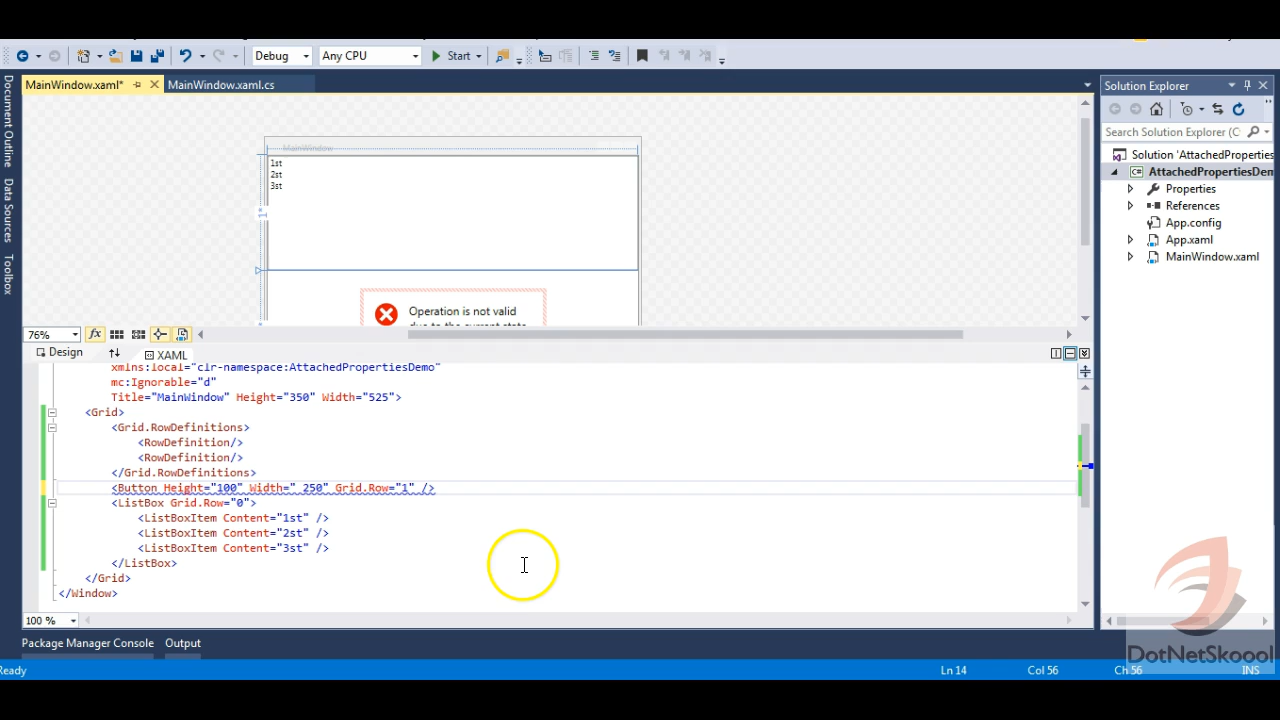 Debug Any CPU Start
MainWindow.xaml* MainWindow.xaml.cs
Solution Explorer
Document Outline
Data Sources
Toolbox
MainWindow
1st
2st
3st
1*
Operation is not valid
Search Solution Explorer (C
Solution 'AttachedProperties
AttachedPropertiesDem
Properties
References
App.config
App.xaml
MainWindow.xaml
76% fx
Design XAML
xmlns:local="clr-namespace:AttachedPropertiesDemo"
mc:Ignorable="d"
Title="MainWindow" Height="350" Width="525">
<Grid>
<Grid.RowDefinitions>
<RowDefinition/>
<RowDefinition/>
</Grid.RowDefinitions>
<Button Height="100" Width=" 250" Grid.Row="1" />
<ListBox Grid.Row="0">
<ListBoxItem Content="1st" />
<ListBoxItem Content="2st" />
<ListBoxItem Content="3st" />
</ListBox>
</Grid>
</Window>
100 %
Package Manager Console Output
DotNetSkoool
Ready Ln 14 Col 56 Ch 56 INS